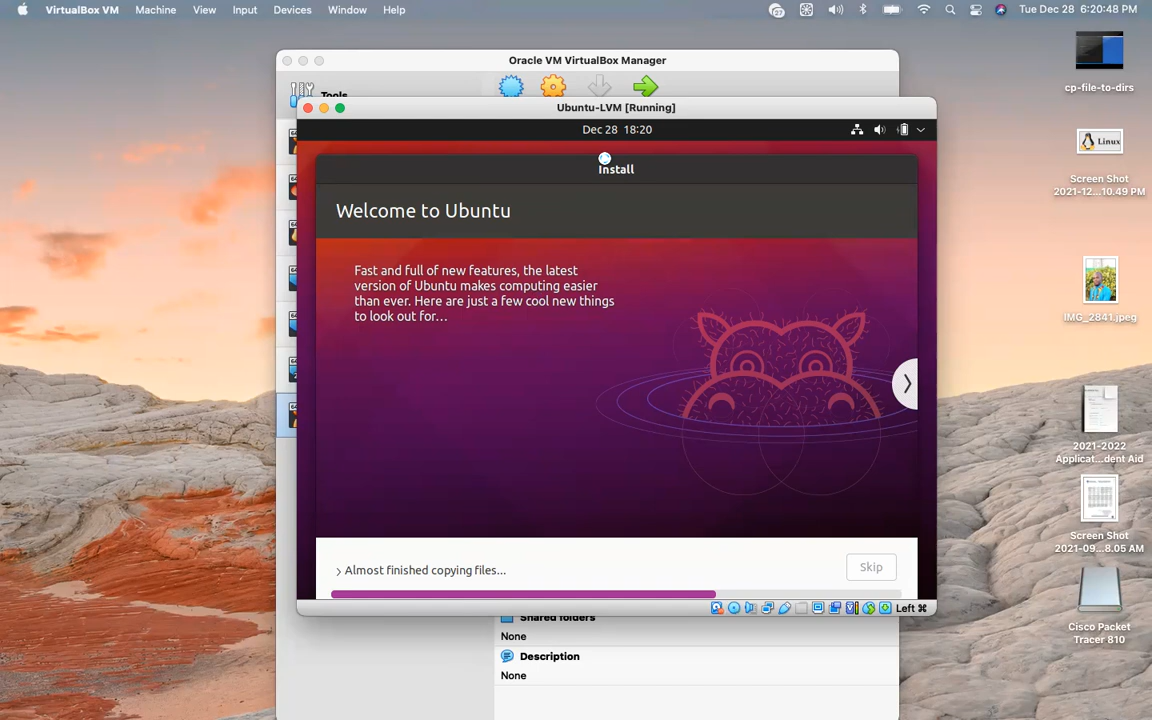 VirtualBox VM Machine View Input Devices Window Help
Tue Dec 28 6:20:48 PM
Oracle VM VirtualBox Manager
Tools
Ubuntu-LVM [Running]
Dec 28 18:20
Install
Welcome to Ubuntu
Fast and full of new features, the latest
version of Ubuntu makes computing easier
than ever. Here are just a few cool new things
to look out for...
› Almost finished copying files...
Skip
Left ⌘
Shared folders
None
Description
None
cp-file-to-dirs
Linux
Screen Shot
2021-12...10.49 PM
IMG_2841.jpeg
2021-2022
Applicat...dent Aid
Screen Shot
2021-09...8.05 AM
Cisco Packet
Tracer 810